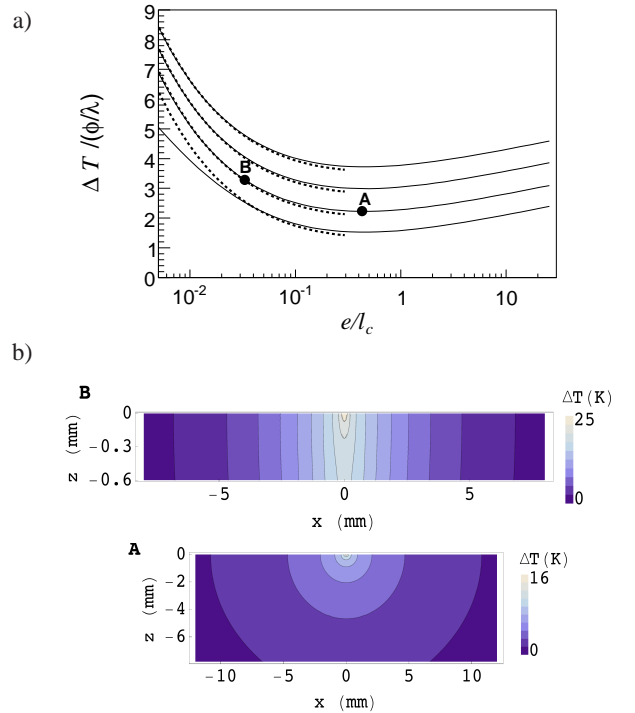 a)
9
8
7
6
5
4
3
2
1
0
Δ T /(ϕ/λ)
B
A
10⁻² 10⁻¹ 1 10
e/l_c
b)
B
ΔT(K)
0
−0.3
−0.6
z (mm)
25
0
−5 0 5
x (mm)
A
ΔT(K)
0
−2
−4
−6
z (mm)
16
0
−10 −5 0 5 10
x (mm)